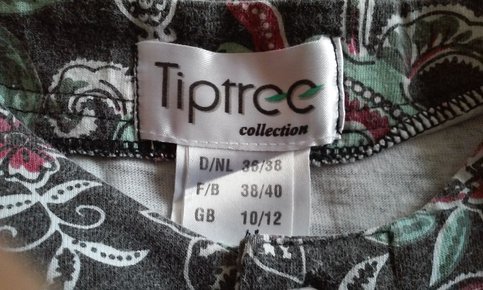 Tiptree
collection
D/NL 36/38
F/B 38/40
GB 10/12